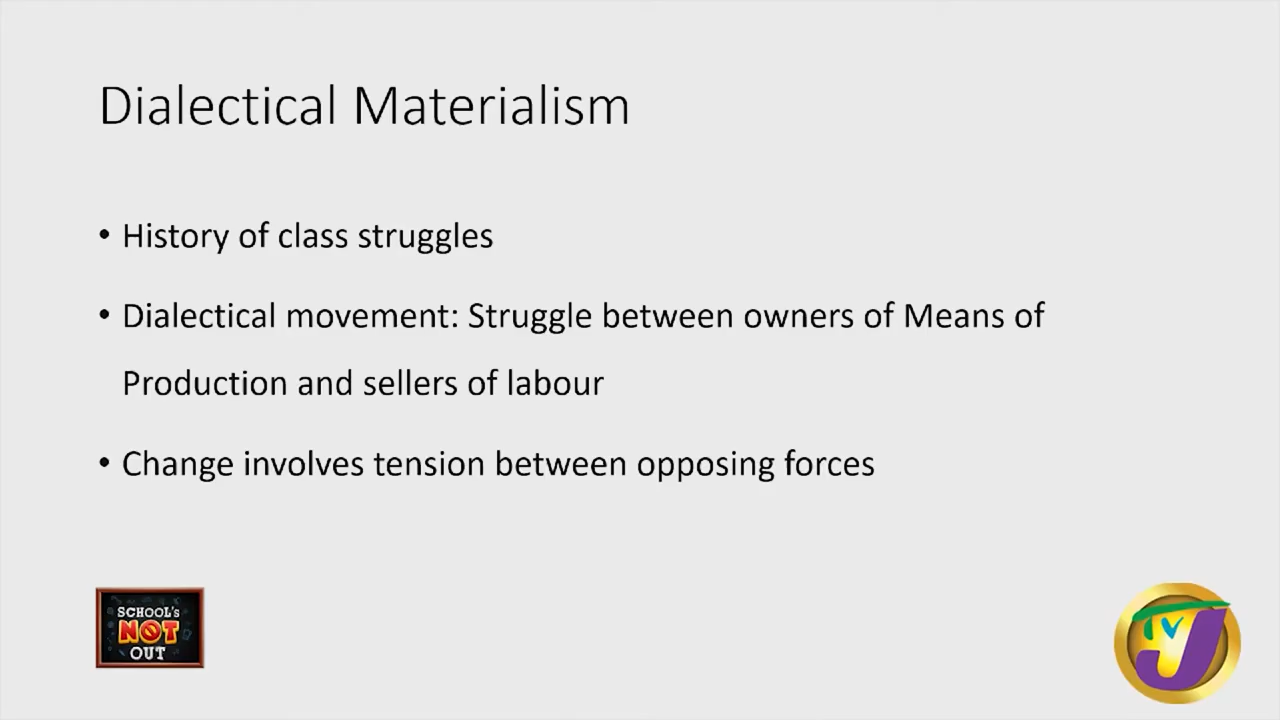 Dialectical Materialism
• History of class struggles
• Dialectical movement: Struggle between owners of Means of
Production and sellers of labour
• Change involves tension between opposing forces
SCHOOL's
NOT
OUT
TVJ